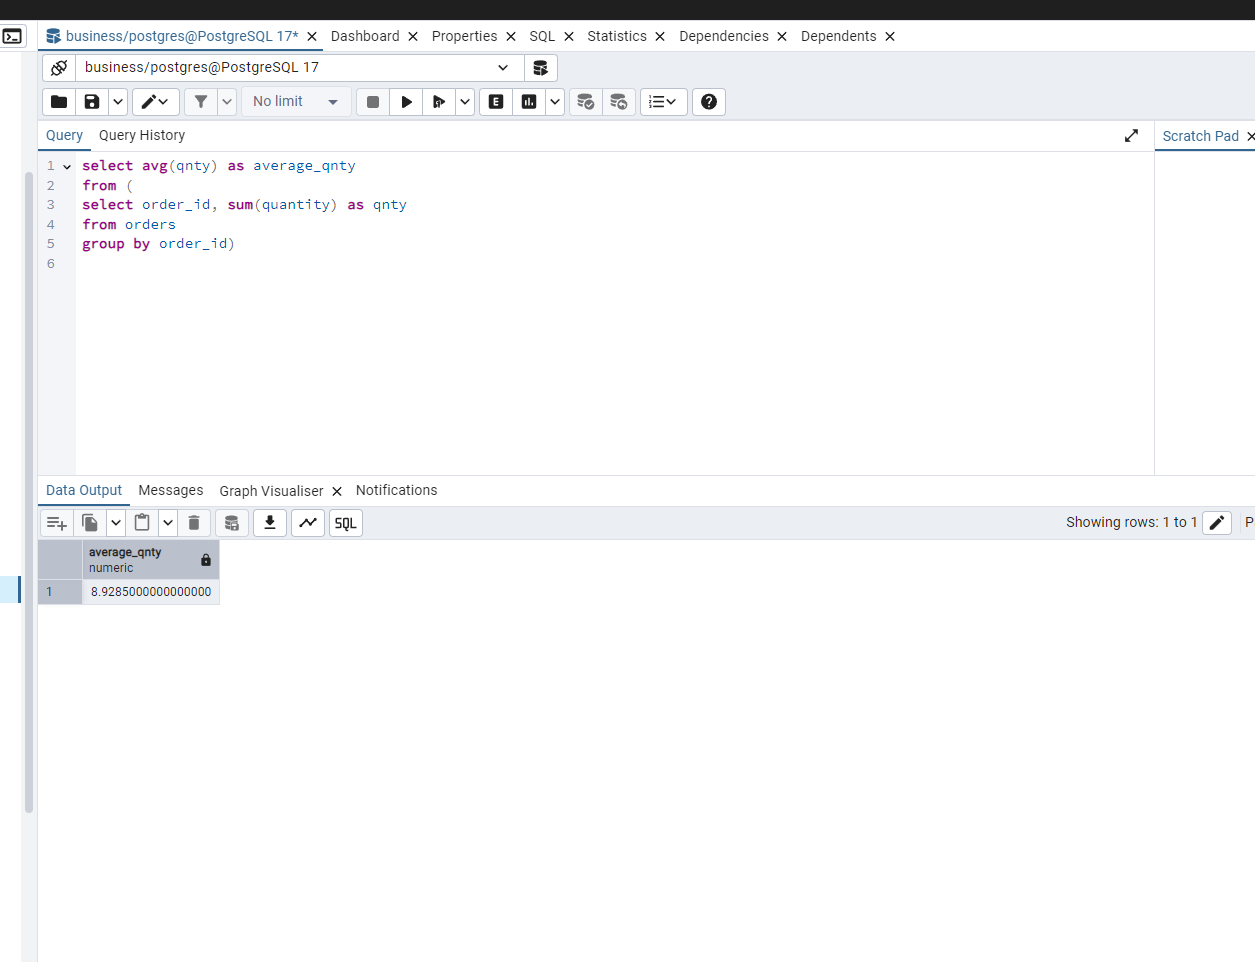 business/postgres@PostgreSQL 17* Dashboard Properties SQL Statistics Dependencies Dependents
business/postgres@PostgreSQL 17
No limit
E
Query Query History
Scratch Pad
1 select avg(qnty) as average_qnty
2 from (
3 select order_id, sum(quantity) as qnty
4 from orders
5 group by order_id)
6
Data Output Messages Graph Visualiser Notifications
SQL
Showing rows: 1 to 1
P
average_qnty
numeric
1 8.9285000000000000